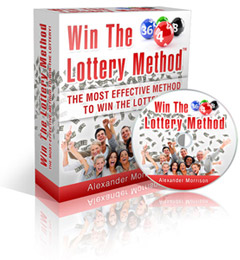 Win The
Lottery Method™
THE MOST EFFECTIVE METHOD
TO WIN THE LOTTE
Alexander Morrison
Win The Lottery Method
Win The
Lottery Method
Alexander Morrison